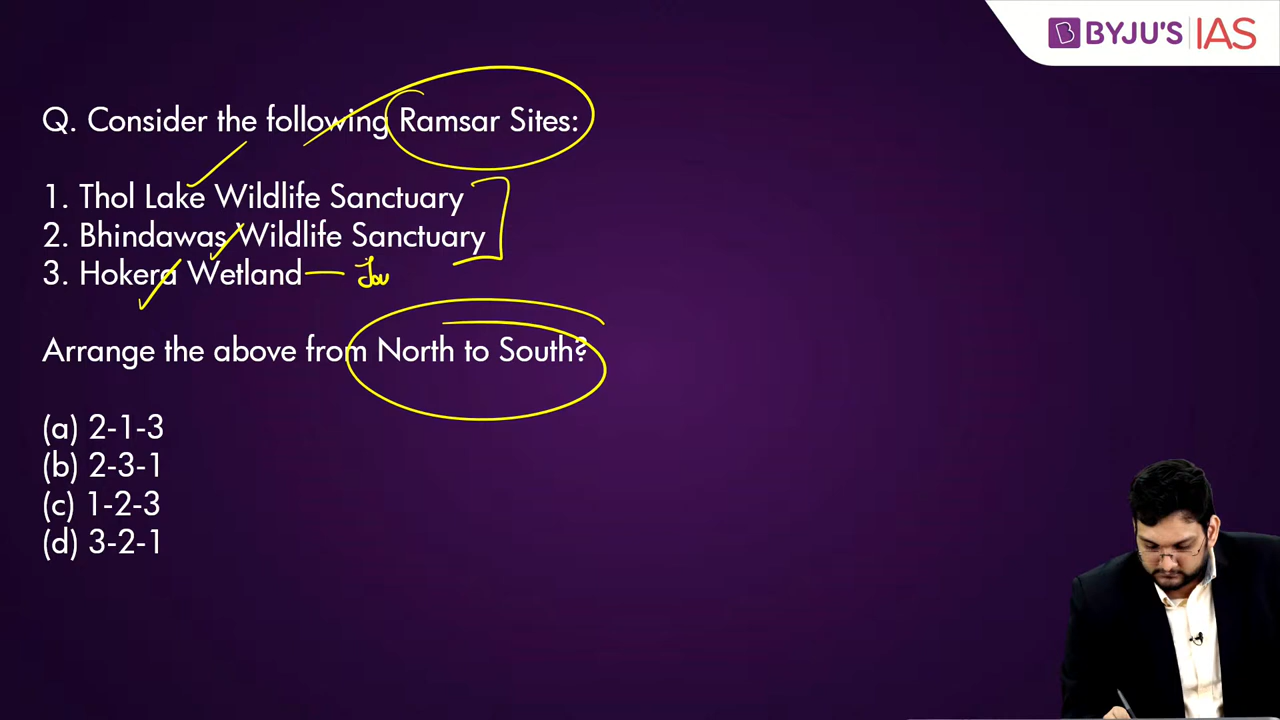 BYJU'S IAS
Q. Consider the following Ramsar Sites:
1. Thol Lake Wildlife Sanctuary
2. Bhindawas Wildlife Sanctuary
3. Hokera Wetland
Arrange the above from North to South?
(a) 2-1-3
(b) 2-3-1
(c) 1-2-3
(d) 3-2-1